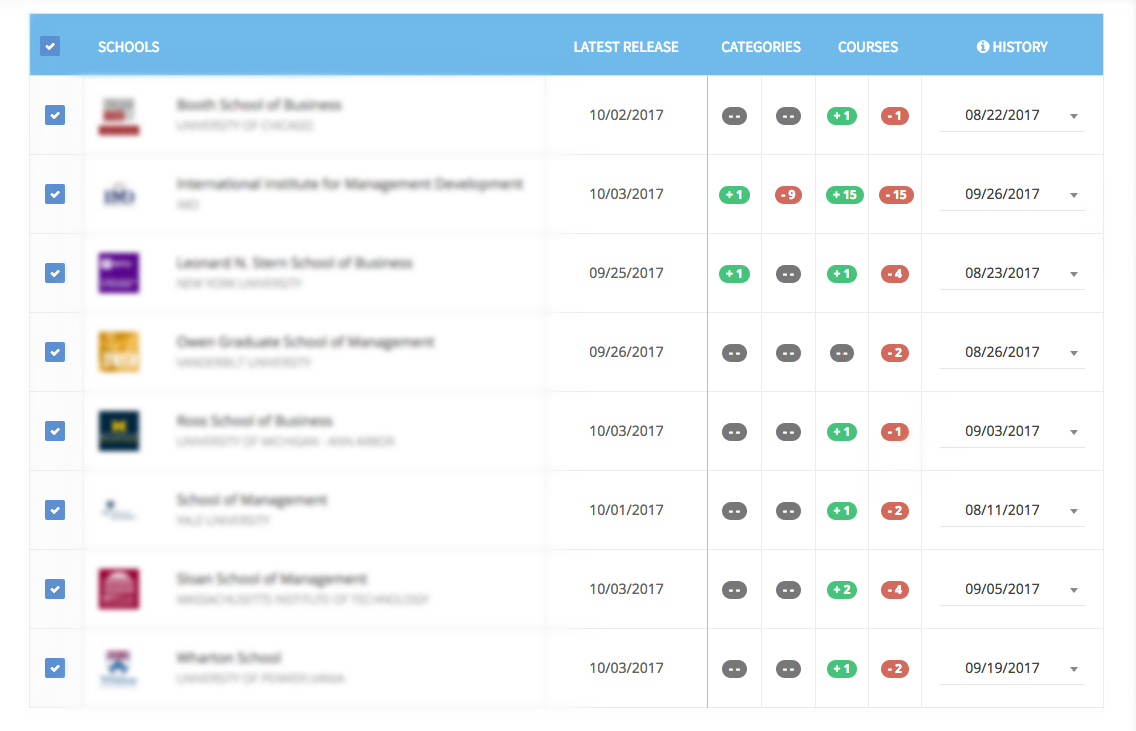 SCHOOLS LATEST RELEASE CATEGORIES COURSES HISTORY
Booth School of Business
UNIVERSITY OF CHICAGO
10/02/2017 -- -- +1 -1 08/22/2017
International Institute for Management Development
IMD
10/03/2017 +1 -9 +15 -15 09/26/2017
Leonard N. Stern School of Business
NEW YORK UNIVERSITY
09/25/2017 +1 -- +1 -4 08/23/2017
Owen Graduate School of Management
VANDERBILT UNIVERSITY
09/26/2017 -- -- -- -2 08/26/2017
Ross School of Business
UNIVERSITY OF MICHIGAN - ANN ARBOR
10/03/2017 -- -- +1 -1 09/03/2017
School of Management
YALE UNIVERSITY
10/01/2017 -- -- +1 -2 08/11/2017
Sloan School of Management
MASSACHUSETTS INSTITUTE OF TECHNOLOGY
10/03/2017 -- -- +2 -4 09/05/2017
Wharton School
UNIVERSITY OF PENNSYLVANIA
10/03/2017 -- -- +1 -2 09/19/2017